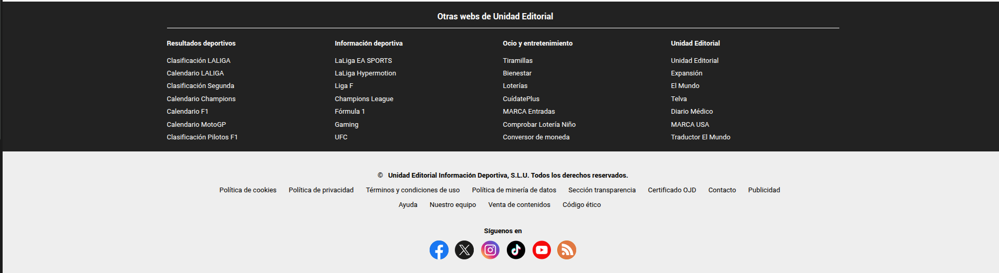 Otras webs de Unidad Editorial
Resultados deportivos
Clasificación LALIGA
Calendario LALIGA
Clasificación Segunda
Calendario Champions
Calendario F1
Calendario MotoGP
Clasificación Pilotos F1
Información deportiva
LaLiga EA SPORTS
LaLiga Hypermotion
Liga F
Champions League
Fórmula 1
Gaming
UFC
Ocio y entretenimiento
Tiramillas
Bienestar
Loterías
CuídatePlus
MARCA Entradas
Comprobar Lotería Niño
Conversor de moneda
Unidad Editorial
Unidad Editorial
Expansión
El Mundo
Telva
Diario Médico
MARCA USA
Traductor El Mundo
© Unidad Editorial Información Deportiva, S.L.U. Todos los derechos reservados.
Política de cookies Política de privacidad Términos y condiciones de uso Política de minería de datos Sección transparencia Certificado OJD Contacto Publicidad
Ayuda Nuestro equipo Venta de contenidos Código ético
Síguenos en